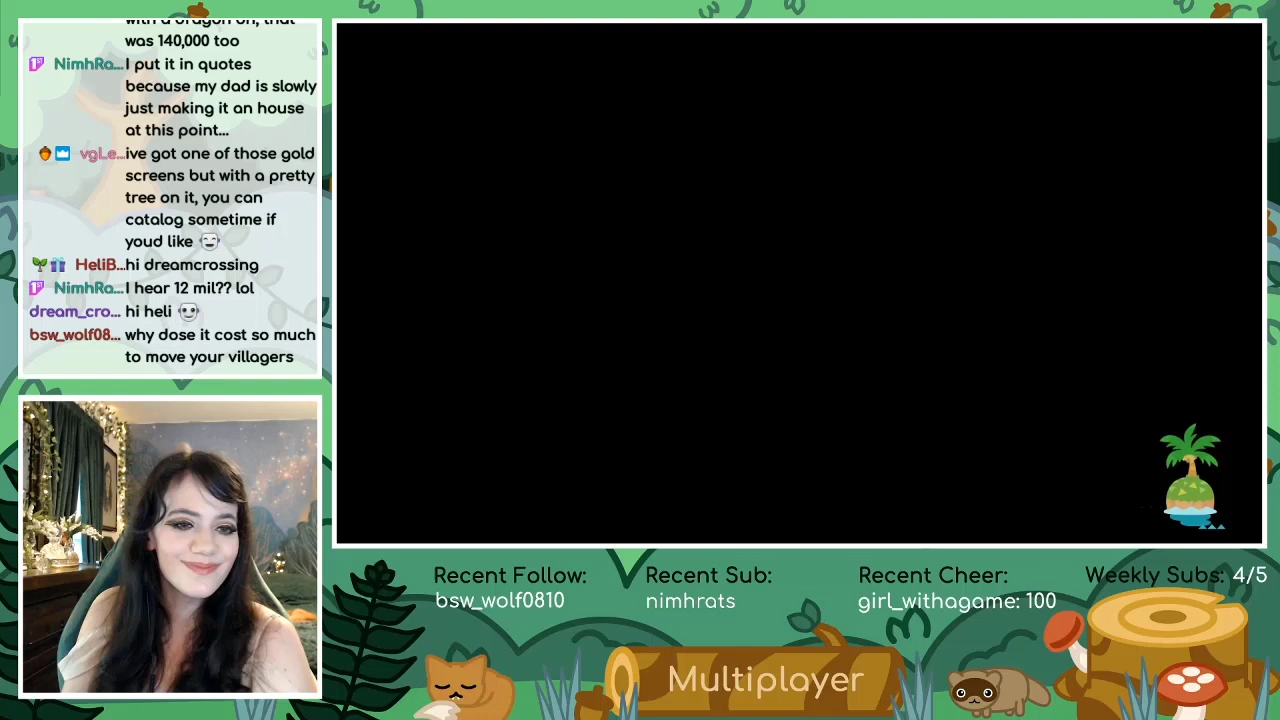 with a dragon on, that
was 140,000 too
NimhRa... I put it in quotes
because my dad is slowly
just making it an house
at this point...
vgLe... ive got one of those gold
screens but with a pretty
tree on it, you can
catalog sometime if
youd like
HeliB... hi dreamcrossing
NimhRa... I hear 12 mil?? lol
dream_cro... hi heli
bsw_wolf08... why dose it cost so much
to move your villagers
Recent Follow:
bsw_wolf0810
Recent Sub:
nimhrats
Recent Cheer:
girl_withagame: 100
Weekly Subs: 4/5
Multiplayer